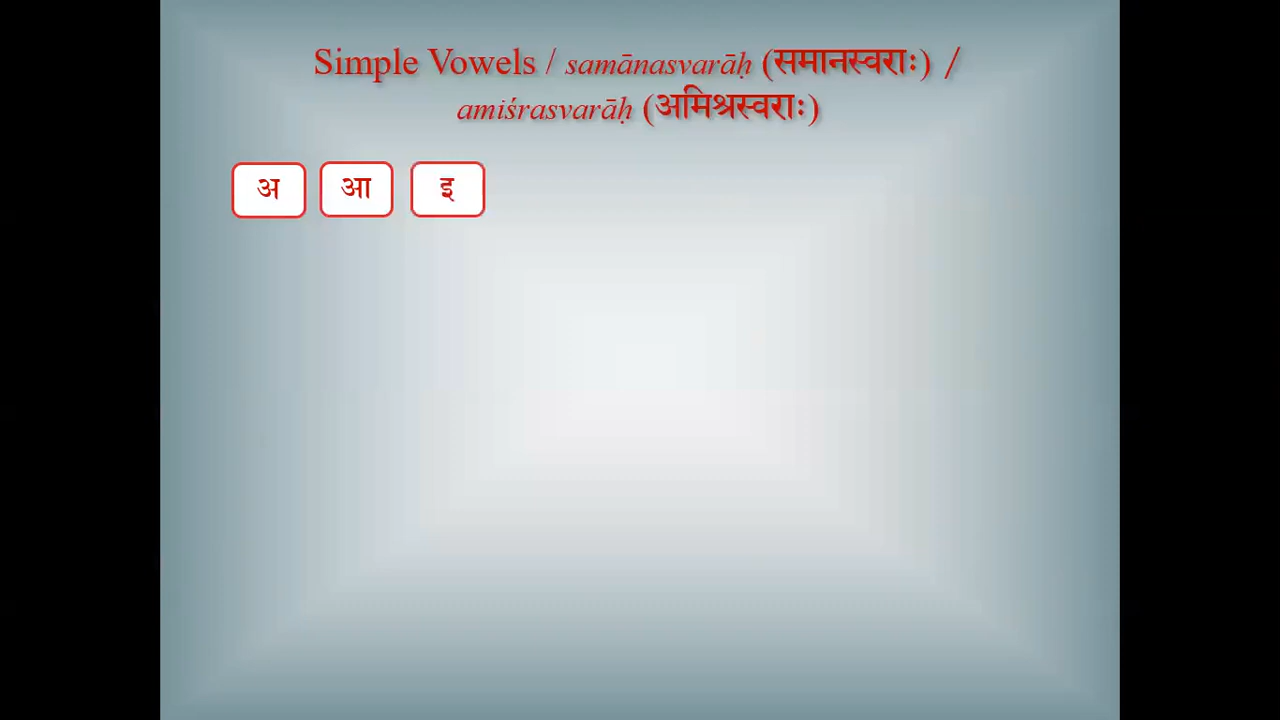 Simple Vowels / samānasvarāḥ (समानस्वराः) /
amiśrasvarāḥ (अमिश्रस्वराः)
अ आ इ